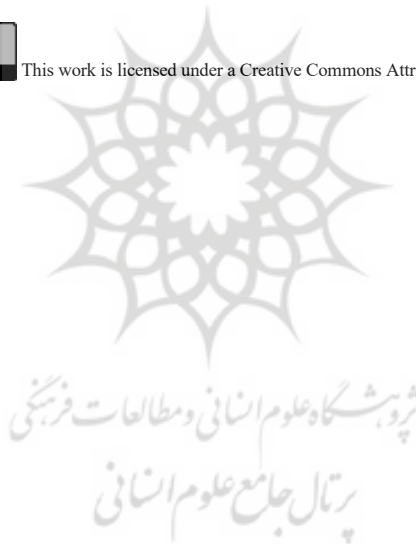 This work is licensed under a Creative Commons Attr
پژوهشگاه علوم انسانی و مطالعات فرهنگی
پرتال جامع علوم انسانی